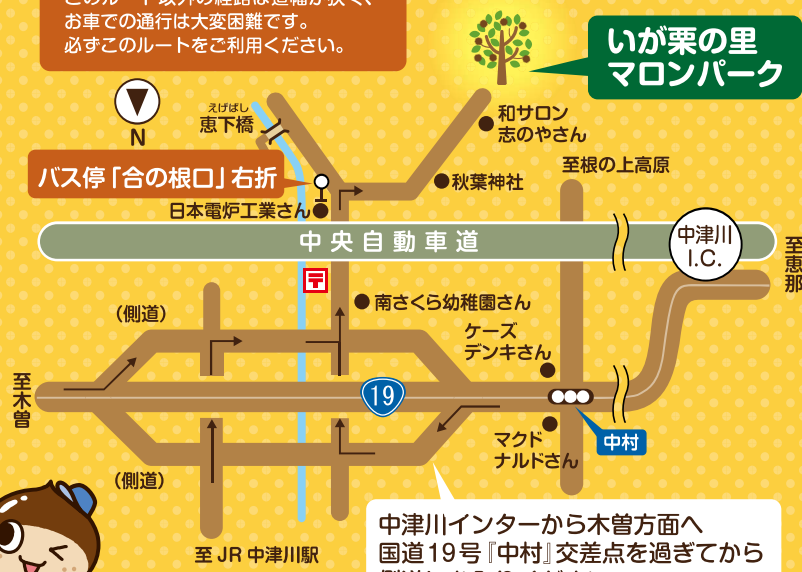 お車での通行は大変困難です。
必ずこのルートをご利用ください。
いが栗の里
マロンパーク
N
えげばし
恵下橋
和サロン
志のやさん
至根の上高原
バス停「合の根口」右折
秋葉神社
日本電炉工業さん
中央自動車道
中津川
I.C.
至恵那
〒
南さくら幼稚園さん
(側道)
ケーズ
デンキさん
至木曽
19
マクド
ナルドさん
中村
(側道)
至JR中津川駅
中津川インターから木曽方面へ
国道19号『中村』交差点を過ぎてから